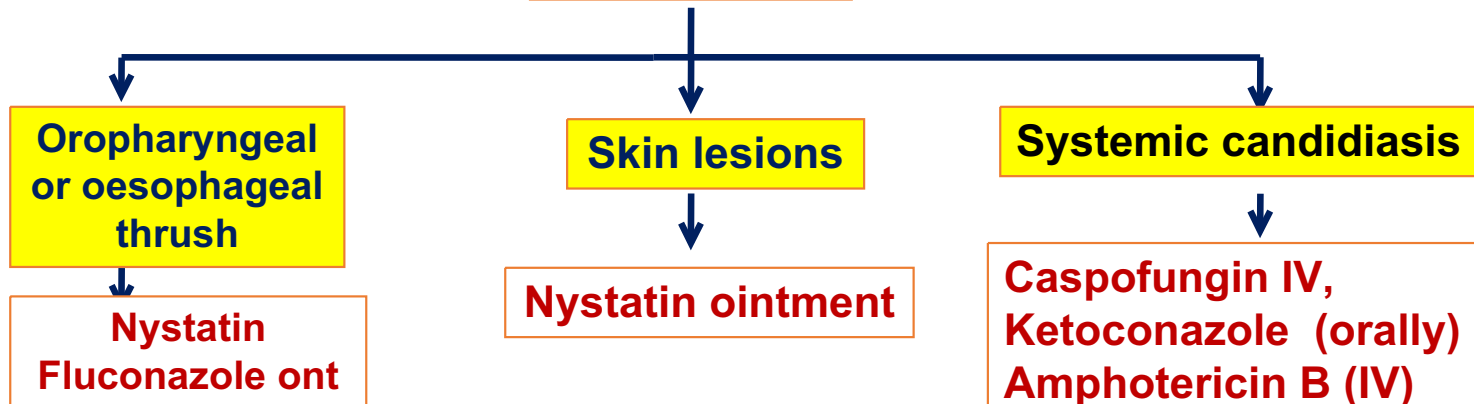 Oropharyngeal
or oesophageal
thrush
Skin lesions
Systemic candidiasis
Nystatin
Fluconazole ont
Nystatin ointment
Caspofungin IV,
Ketoconazole (orally)
Amphotericin B (IV)